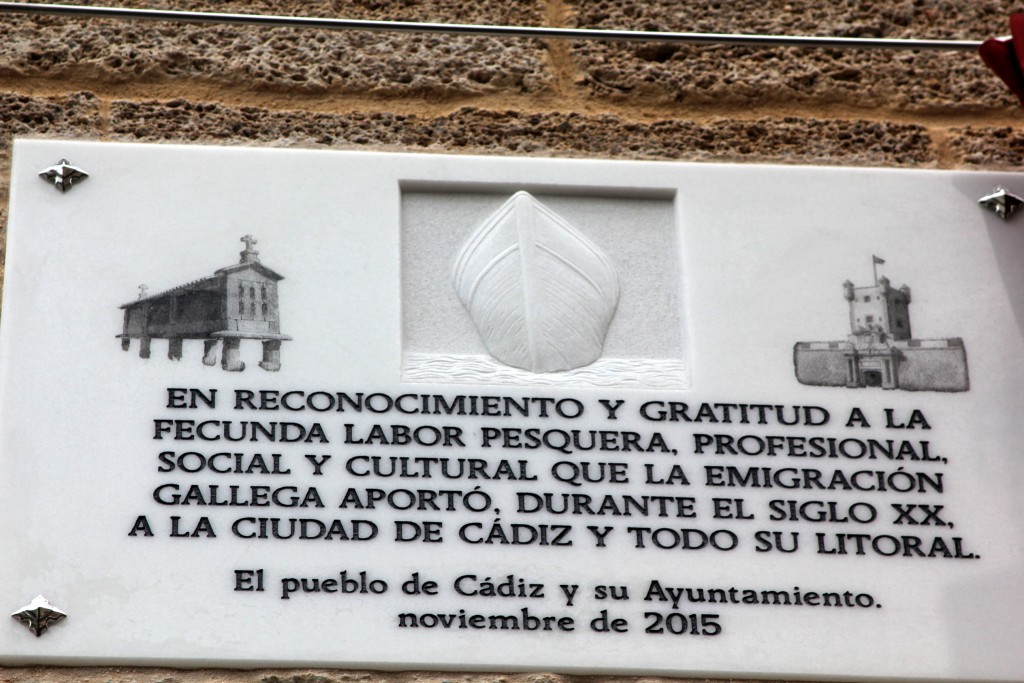 EN RECONOCIMIENTO Y GRATITUD A LA
FECUNDA LABOR PESQUERA, PROFESIONAL,
SOCIAL Y CULTURAL QUE LA EMIGRACIÓN
GALLEGA APORTÓ, DURANTE EL SIGLO XX,
A LA CIUDAD DE CÁDIZ Y TODO SU LITORAL.
El pueblo de Cádiz y su Ayuntamiento.
noviembre de 2015